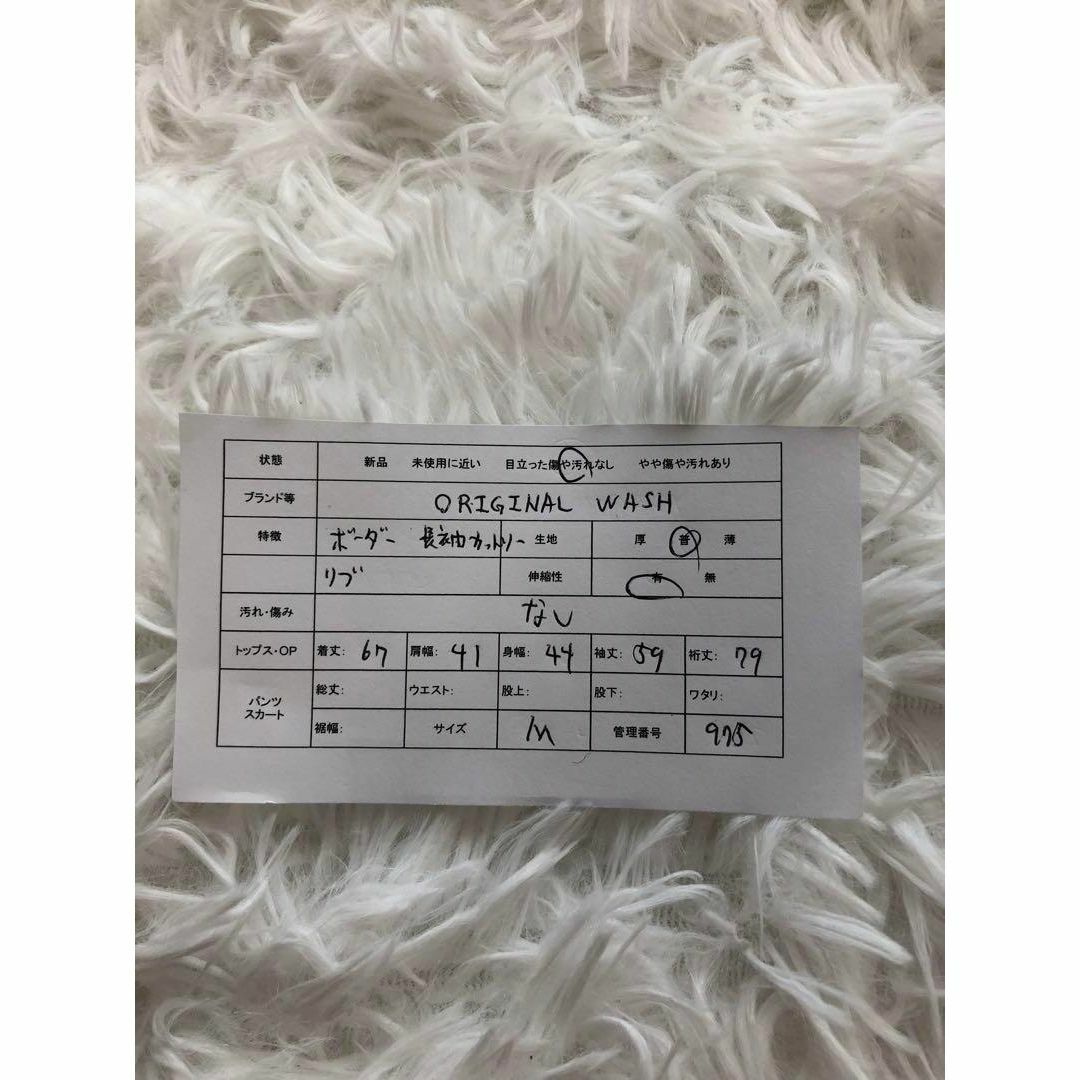 状態 新品 未使用に近い 目立った傷や汚れなし やや傷や汚れあり
ブランド等 ORIGINAL WASH
特徴 ボーダー 長袖カットソー 生地 厚 普 薄
リブ 伸縮性 有 無
汚れ・傷み なし
トップス・OP 着丈: 67 肩幅: 41 身幅: 44 袖丈: 59 裄丈: 79
パンツ スカート 総丈: ウエスト: 股上: 股下: ワタリ:
裾幅: サイズ M 管理番号 975